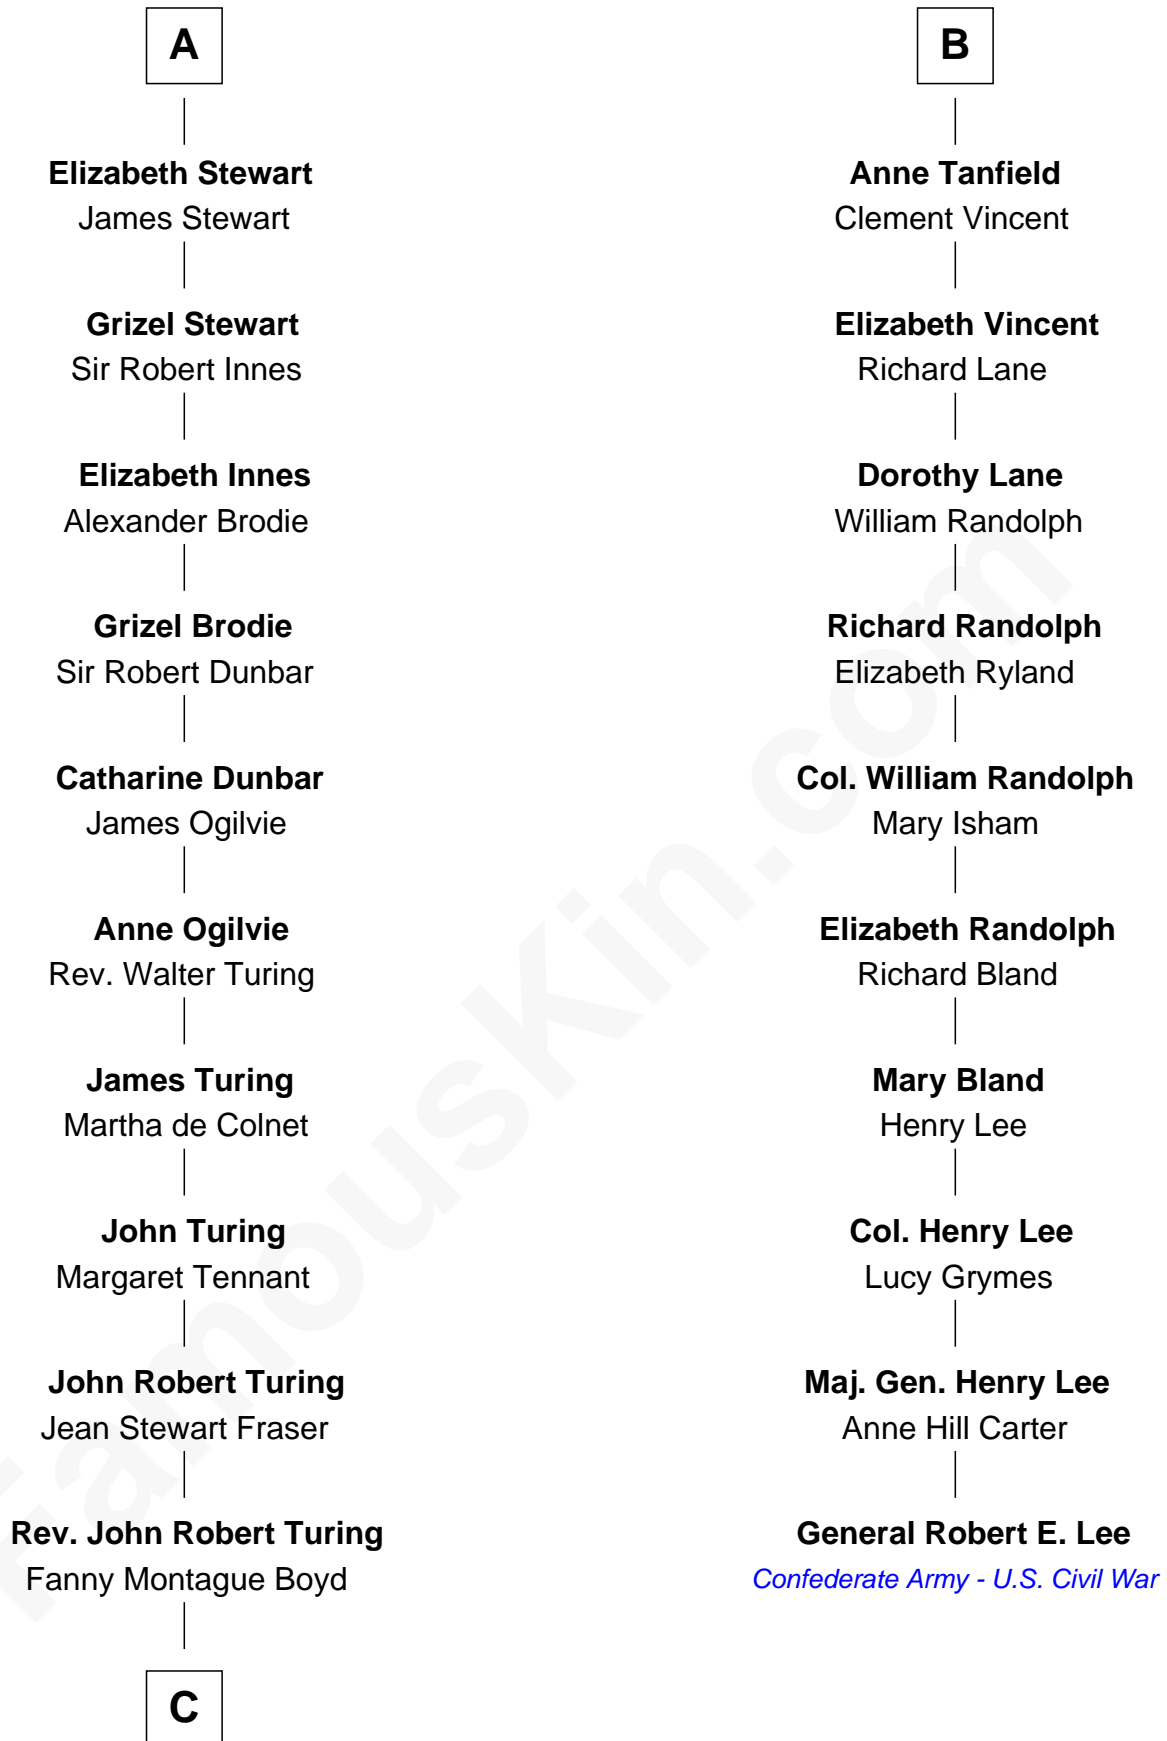 A
Elizabeth Stewart
James Stewart
Grizel Stewart
Sir Robert Innes
Elizabeth Innes
Alexander Brodie
Grizel Brodie
Sir Robert Dunbar
Catharine Dunbar
James Ogilvie
Anne Ogilvie
Rev. Walter Turing
James Turing
Martha de Colnet
John Turing
Margaret Tennant
John Robert Turing
Jean Stewart Fraser
Rev. John Robert Turing
Fanny Montague Boyd
C
B
Anne Tanfield
Clement Vincent
Elizabeth Vincent
Richard Lane
Dorothy Lane
William Randolph
Richard Randolph
Elizabeth Ryland
Col. William Randolph
Mary Isham
Elizabeth Randolph
Richard Bland
Mary Bland
Henry Lee
Col. Henry Lee
Lucy Grymes
Maj. Gen. Henry Lee
Anne Hill Carter
General Robert E. Lee
Confederate Army - U.S. Civil War
FamousKin.com